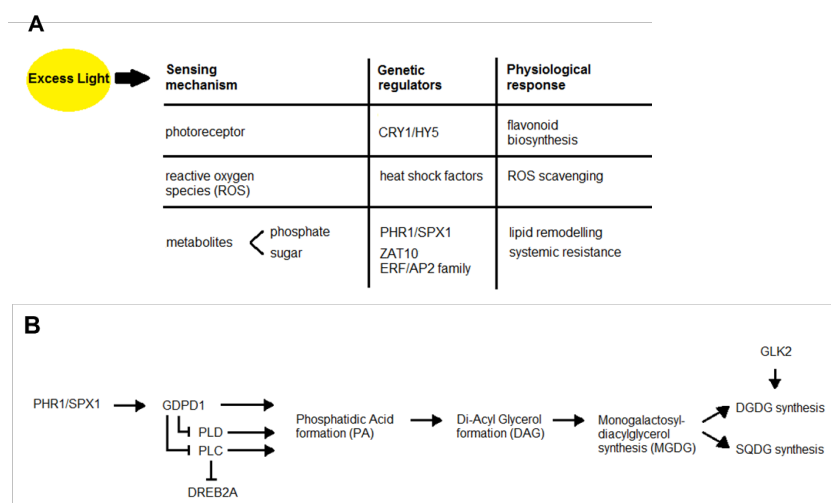 A
Excess Light
Sensing
mechanism
Genetic
regulators
Physiological
response
photoreceptor
CRY1/HY5
flavonoid
biosynthesis
reactive oxygen
species (ROS)
heat shock factors
ROS scavenging
metabolites
phosphate
sugar
PHR1/SPX1
ZAT10
ERF/AP2 family
lipid remodelling
systemic resistance
B
GLK2
PHR1/SPX1
GDPD1
PLD
PLC
DREB2A
Phosphatidic Acid
formation (PA)
Di-Acyl Glycerol
formation (DAG)
Monogalactosyl-
diacylglycerol
synthesis (MGDG)
DGDG synthesis
SQDG synthesis